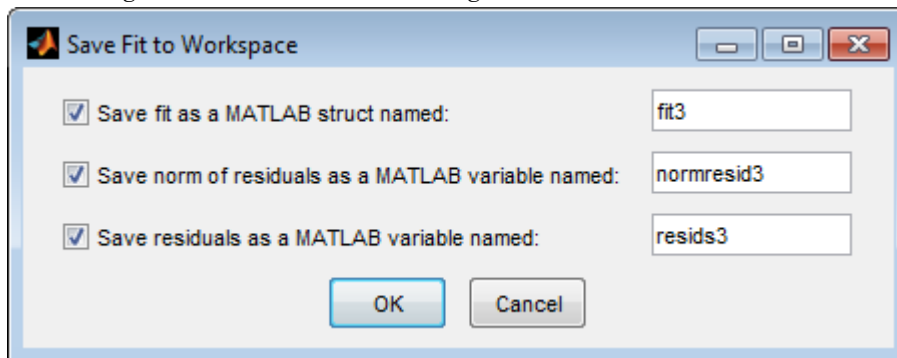 Save Fit to Workspace
Save fit as a MATLAB struct named: fit3
Save norm of residuals as a MATLAB variable named: normresid3
Save residuals as a MATLAB variable named: resids3
OK Cancel